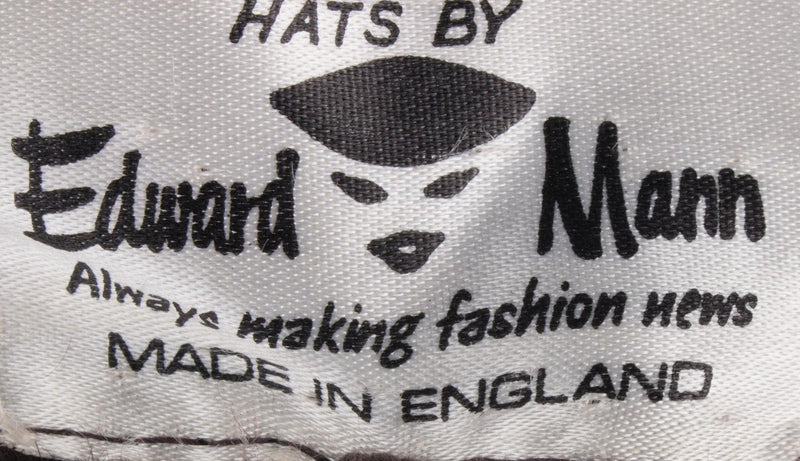 HATS BY
Edward Mann
Always making fashion news
MADE IN ENGLAND